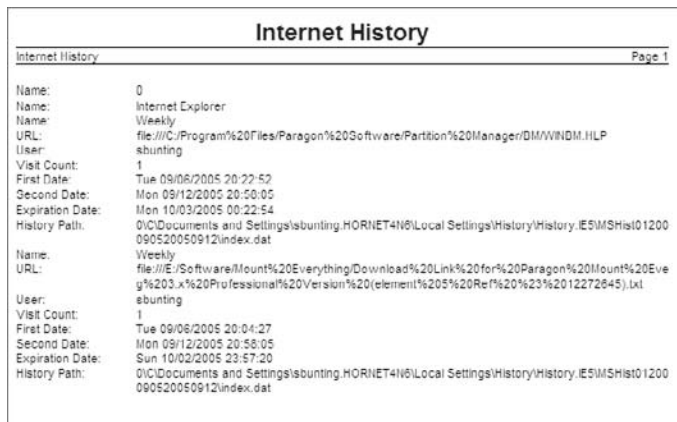 Internet History
Internet History Page 1
Name: 0
Name: Internet Explorer
Name: Weekly
URL: file:///C:/Program%20Files/Paragon%20Software/Partition%20Manager/BM/WINBM.HLP
User: sbunting
Visit Count: 1
First Date: Tue 09/06/2005 20:22:52
Second Date: Mon 09/12/2005 20:58:05
Expiration Date: Mon 10/03/2005 00:22:54
History Path: 0\C\Documents and Settings\sbunting.HORNET4N6\Local Settings\History\History.IE5\MSHist01200
090520050912\index.dat
Name: Weekly
URL: file:///E:/Software/Mount%20Everything/Download%20Link%20for%20Paragon%20Mount%20Eve
g%203.x%20Professional%20Version%20(element%205%20Ref%20%23%2012272645).txt
User: sbunting
Visit Count: 1
First Date: Tue 09/06/2005 20:04:27
Second Date: Mon 09/12/2005 20:58:05
Expiration Date: Sun 10/02/2005 23:57:20
History Path: 0\C\Documents and Settings\sbunting.HORNET4N6\Local Settings\History\History.IE5\MSHist01200
090520050912\index.dat